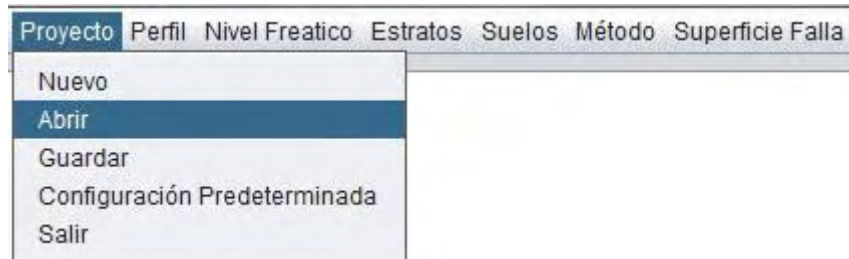 Proyecto Perfil Nivel Freatico Estratos Suelos Método Superficie Falla
Nuevo
Abrir
Guardar
Configuración Predeterminada
Salir